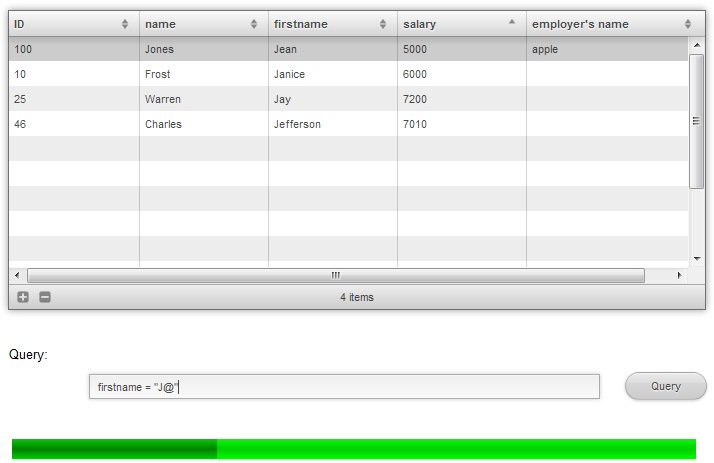 ID name firstname salary employer's name
100 Jones Jean 5000 apple
10 Frost Janice 6000
25 Warren Jay 7200
46 Charles Jefferson 7010
4 items
Query:
firstname = "J@"
Query